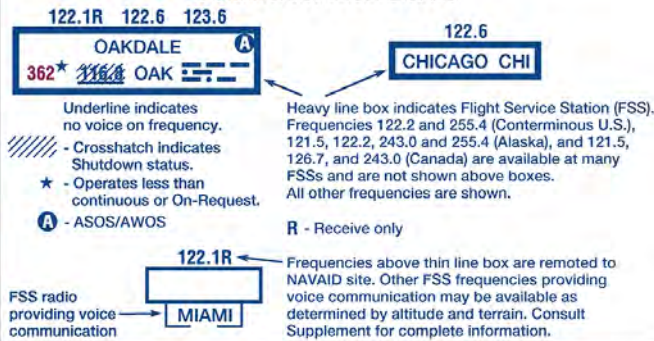 122.1R 122.6 123.6
OAKDALE A
362★ 116.8 OAK
122.6
CHICAGO CHI
Underline indicates
no voice on frequency.
- Crosshatch indicates
Shutdown status.
★ - Operates less than
continuous or On-Request.
A - ASOS/AWOS
Heavy line box indicates Flight Service Station (FSS).
Frequencies 122.2 and 255.4 (Conterminous U.S.),
121.5, 122.2, 243.0 and 255.4 (Alaska), and 121.5,
126.7, and 243.0 (Canada) are available at many
FSSs and are not shown above boxes.
All other frequencies are shown.
R - Receive only
122.1R
FSS radio
providing voice
communication
MIAMI
Frequencies above thin line box are remoted to
NAVAID site. Other FSS frequencies providing
voice communication may be available as
determined by altitude and terrain. Consult
Supplement for complete information.